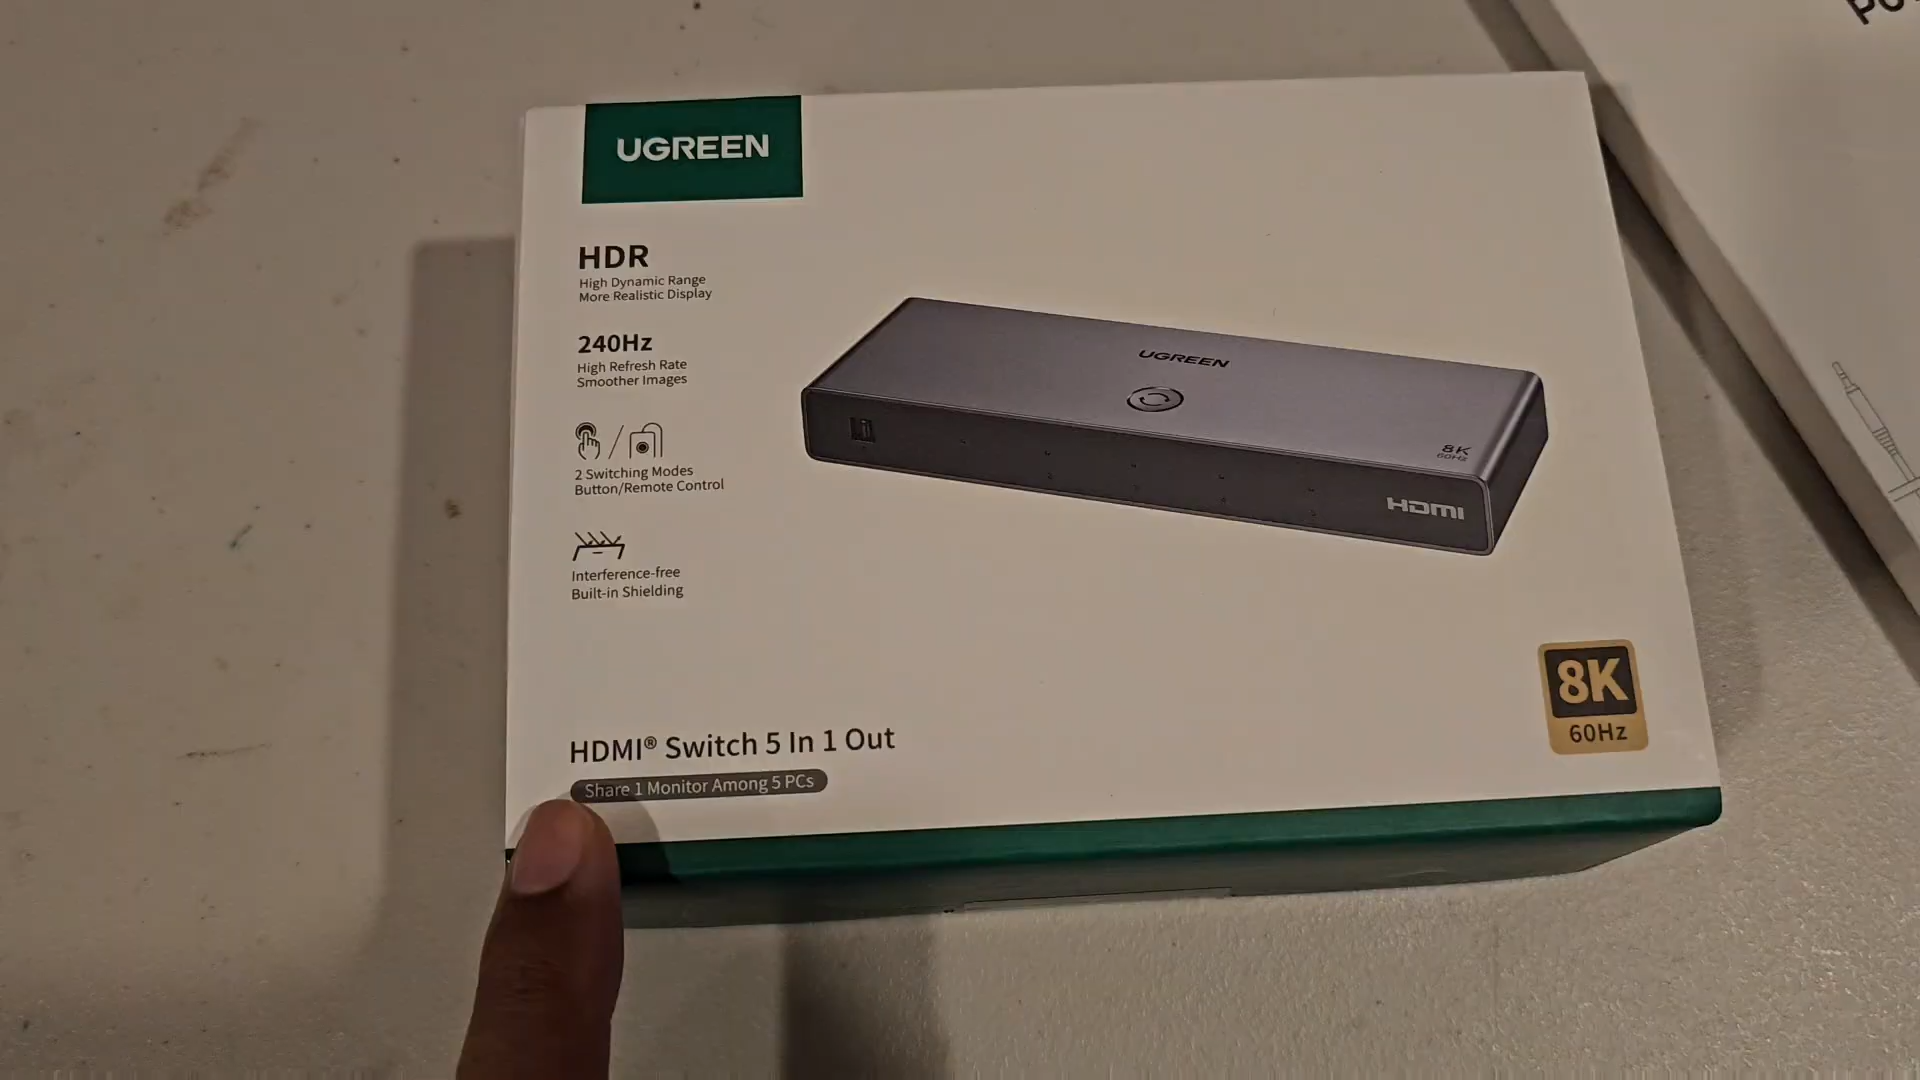 UGREEN
HDR
High Dynamic Range
More Realistic Display
240Hz
High Refresh Rate
Smoother Images
2 Switching Modes
Button/Remote Control
Interference-free
Built-in Shielding
UGREEN
8K
60Hz
HDMI
8K
60Hz
HDMI® Switch 5 In 1 Out
Share 1 Monitor Among 5 PCs